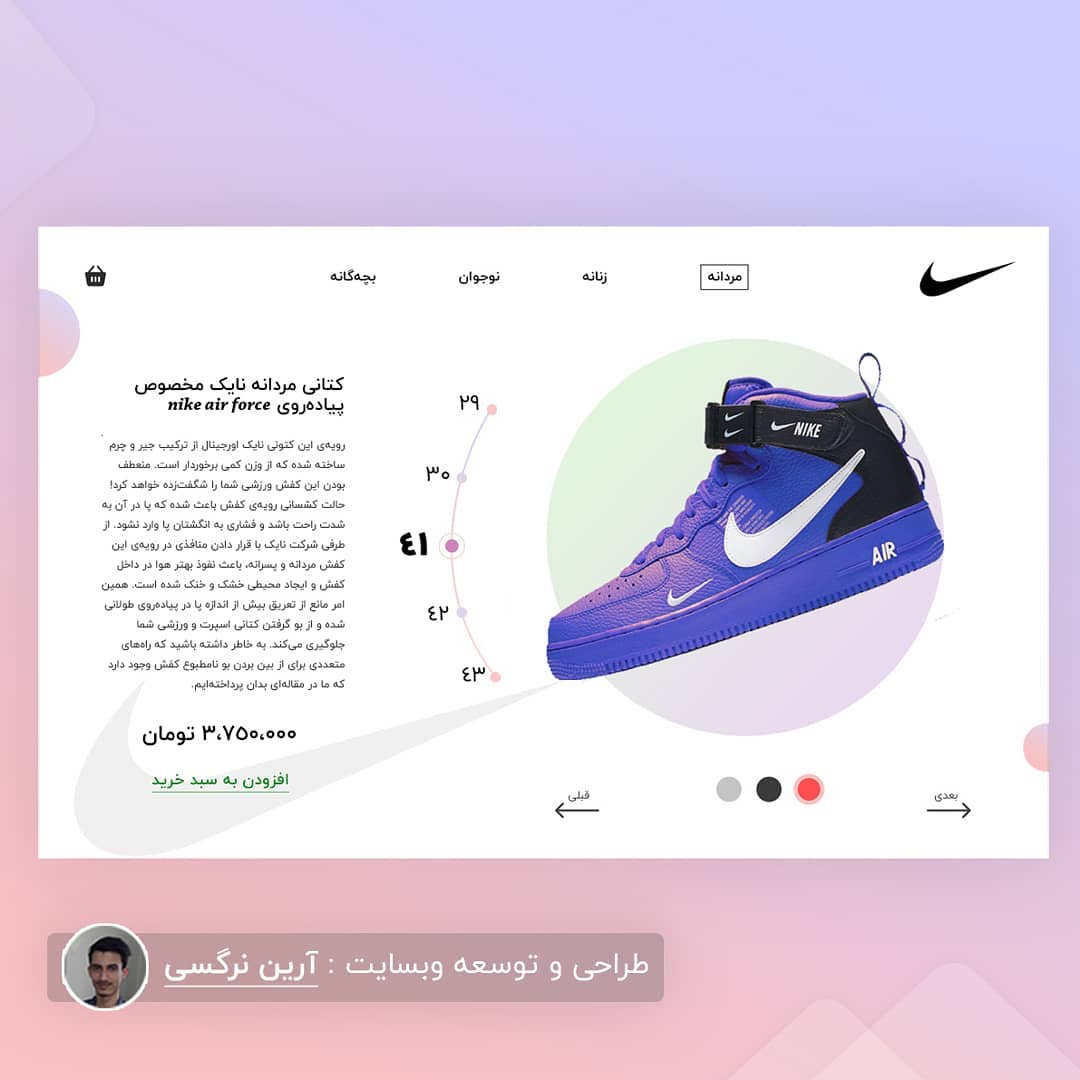 مردانه
زنانه
نوجوان
بچه‌گانه
NIKE
AIR
کتانی مردانه نایک مخصوص
پیاده‌روی nike air force
رویه‌ی این کتونی نایک اورجینال از ترکیب جیر و چرم
ساخته شده که از وزن کمی برخوردار است. منعطف
بودن این کفش ورزشی شما را شگفت‌زده خواهد کرد!
حالت کشسانی رویه‌ی کفش باعث شده که پا در آن به
شدت راحت باشد و فشاری به انگشتان پا وارد نشود. از
طرفی شرکت نایک با قرار دادن منافذی در رویه‌ی این
کفش مردانه و پسرانه، باعث نفوذ بهتر هوا در داخل
کفش و ایجاد محیطی خشک و خنک شده است. همین
امر مانع از تعریق بیش از اندازه پا در پیاده‌روی طولانی
شده و از بو گرفتن کتانی اسپرت و ورزشی شما
جلوگیری می‌کند. به خاطر داشته باشید که راه‌های
متعددی برای از بین بردن بو نامطبوع کفش وجود دارد
که ما در مقاله‌ای بدان پرداخته‌ایم.
۲۹
۳۰
۴۱
۴۲
۴۳
۳،۷۵۰،۰۰۰ تومان
افزودن به سبد خرید
بعدی
قبلی
طراحی و توسعه وبسایت : آرین نرگسی